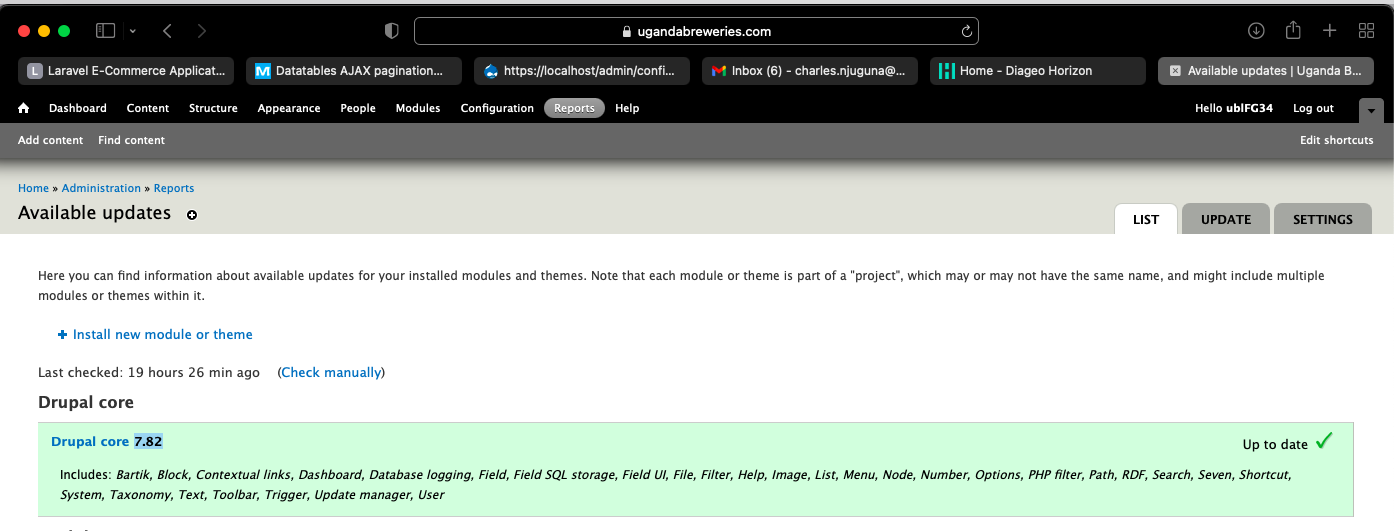 ugandabreweries.com
L Laravel E-Commerce Applicat... M Datatables AJAX pagination... https://localhost/admin/confi... Inbox (6) - charles.njuguna@... Home - Diageo Horizon Available updates | Uganda B...
Dashboard Content Structure Appearance People Modules Configuration Reports Help Hello ublFG34 Log out
Add content Find content Edit shortcuts
Home » Administration » Reports
Available updates
LIST UPDATE SETTINGS
Here you can find information about available updates for your installed modules and themes. Note that each module or theme is part of a "project", which may or may not have the same name, and might include multiple
modules or themes within it.
+ Install new module or theme
Last checked: 19 hours 26 min ago (Check manually)
Drupal core
Drupal core 7.82 Up to date
Includes: Bartik, Block, Contextual links, Dashboard, Database logging, Field, Field SQL storage, Field UI, File, Filter, Help, Image, List, Menu, Node, Number, Options, PHP filter, Path, RDF, Search, Seven, Shortcut,
System, Taxonomy, Text, Toolbar, Trigger, Update manager, User